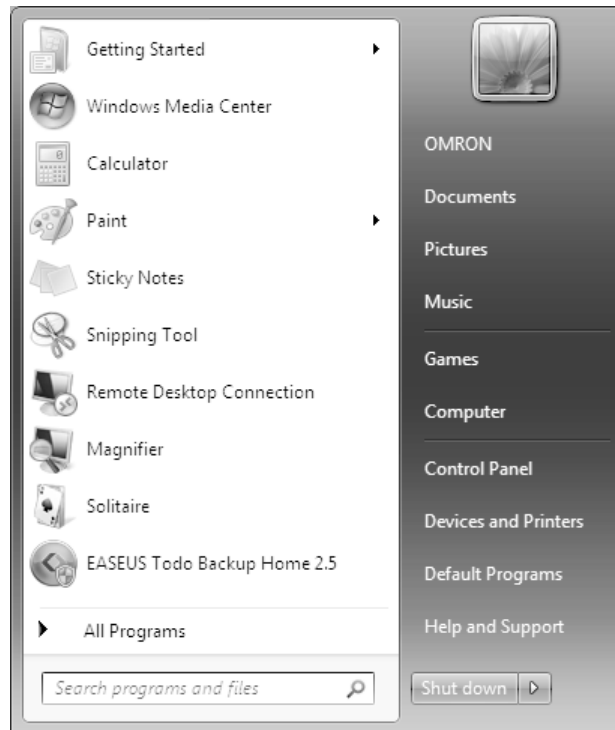 Getting Started
Windows Media Center
Calculator
Paint
Sticky Notes
Snipping Tool
Remote Desktop Connection
Magnifier
Solitaire
EASEUS Todo Backup Home 2.5
All Programs
Search programs and files
OMRON
Documents
Pictures
Music
Games
Computer
Control Panel
Devices and Printers
Default Programs
Help and Support
Shut down